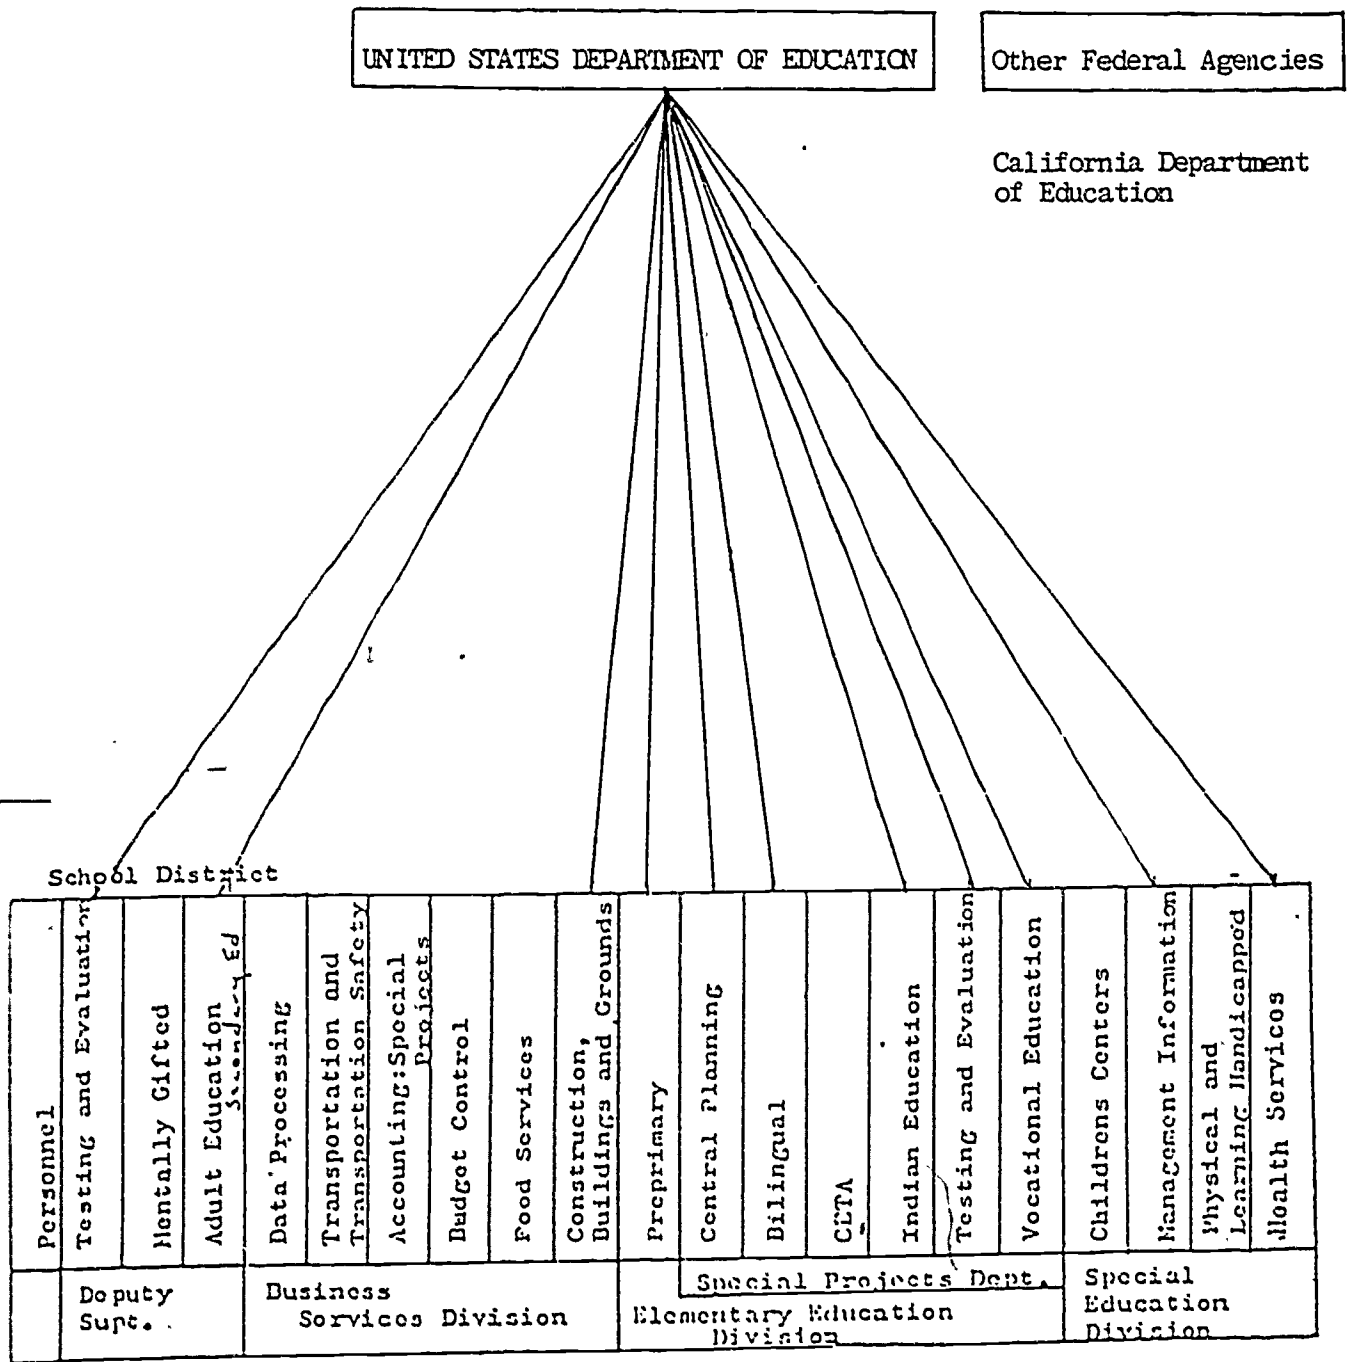 UNITED STATES DEPARTMENT OF EDUCATION
Other Federal Agencies
California Department
of Education
School District
Personnel
Testing and Evaluation
Mentally Gifted
Adult Education
Secondary Ed
Data Processing
Transportation and
Transportation Safety
Accounting:Special
Projects
Budget Control
Food Services
Construction,
Buildings and Grounds
Preprimary
Central Planning
Bilingual
CETA
Indian Education
Testing and Evaluation
Vocational Education
Childrens Centers
Management Information
Physical and
Learning Handicapped
Health Services
Deputy
Supt.
Business
Services Division
Special Projects Dept.
Elementary Education
Division
Special
Education
Division